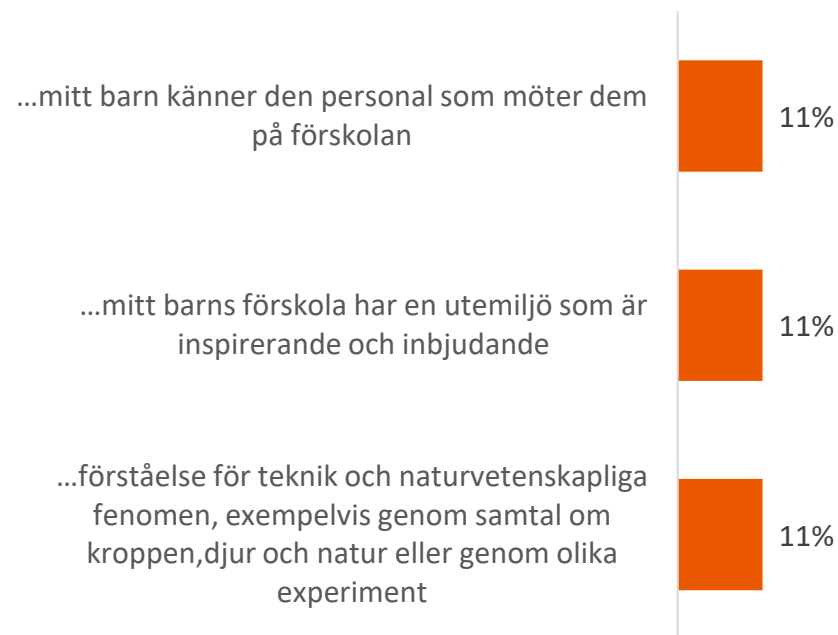 ...mitt barn känner den personal som möter dem
på förskolan
11%
...mitt barns förskola har en utemiljö som är
inspirerande och inbjudande
11%
...förståelse för teknik och naturvetenskapliga
fenomen, exempelvis genom samtal om
kroppen,djur och natur eller genom olika
experiment
11%